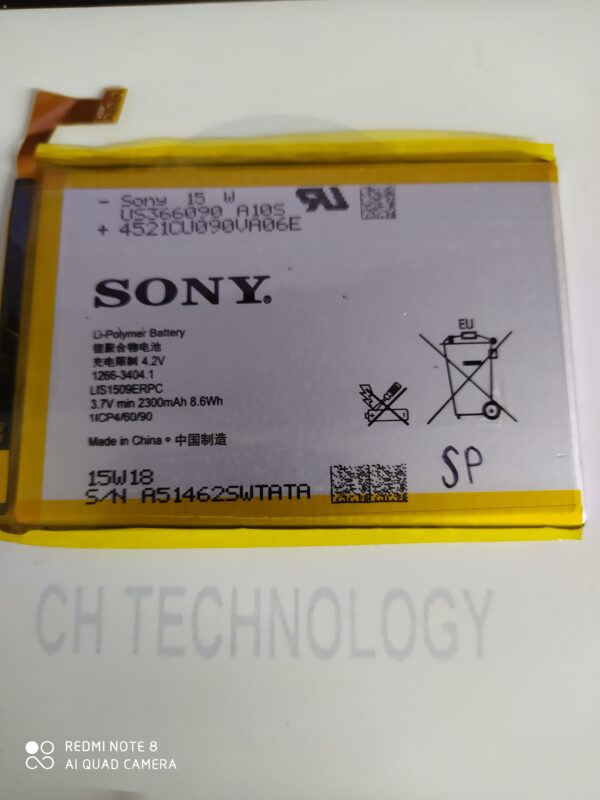 - Sony 15 W
US366090 A10S
+ 4521CU090VA06E
SONY®
Li-Polymer Battery
锂聚合物电池
充电限制 4.2V
1266-3404.1
LIS1509ERPC
3.7V min 2300mAh 8.6Wh
1ICP4/60/90
Made in China • 中国制造
EU
SP
15W18
S/N A51462SWTATA
CH TECHNOLOGY
REDMI NOTE 8
AI QUAD CAMERA